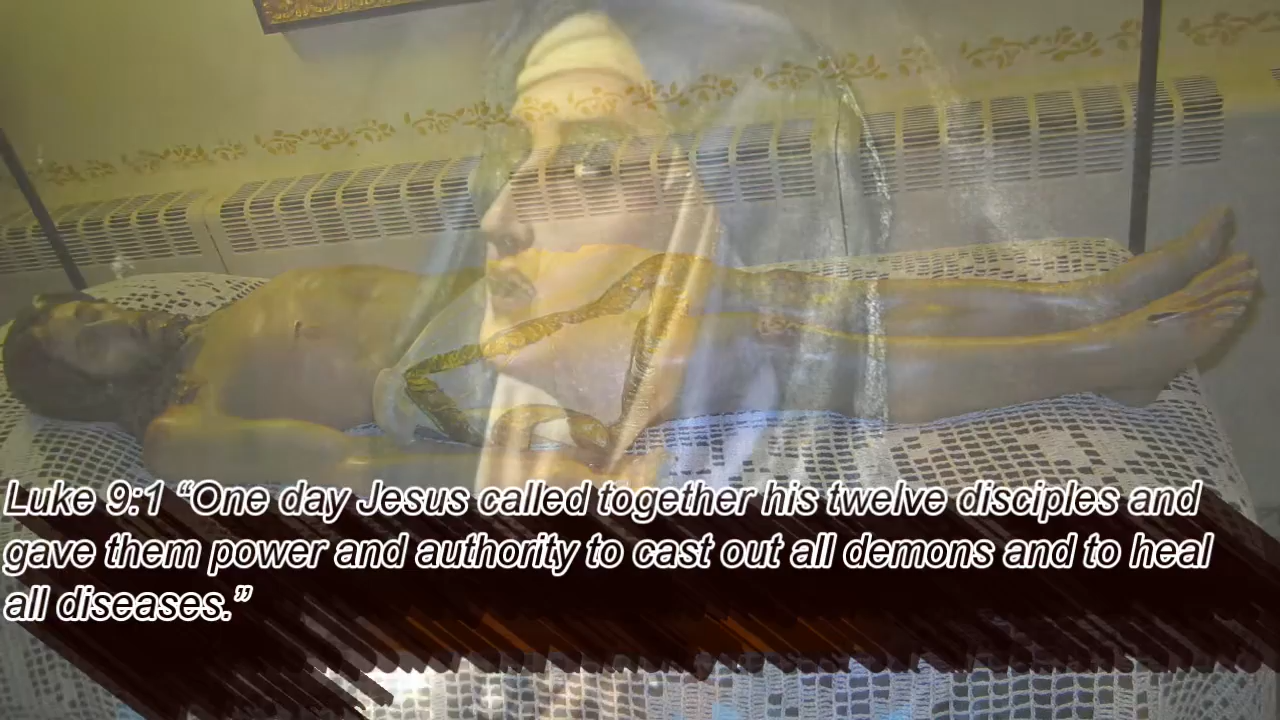 Luke 9:1 “One day Jesus called together his twelve disciples and
gave them power and authority to cast out all demons and to heal
all diseases.”